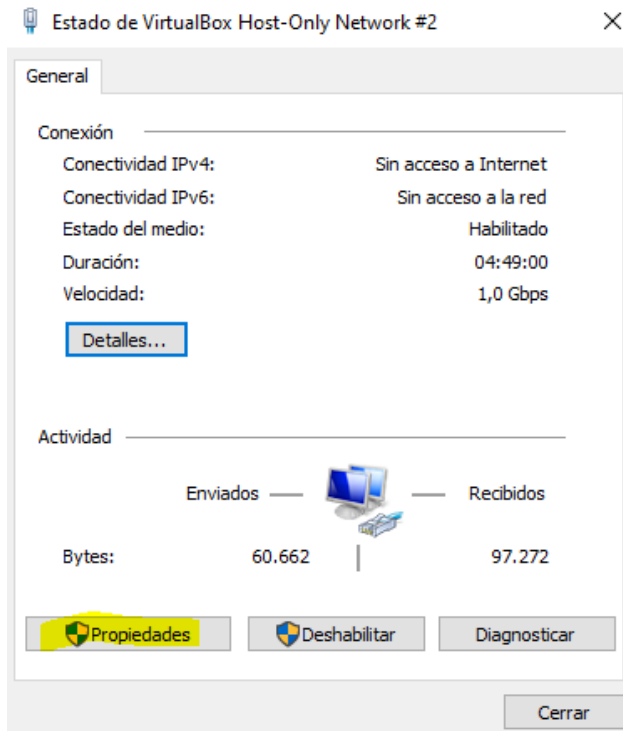 Estado de VirtualBox Host-Only Network #2
General
Conexión
Conectividad IPv4: Sin acceso a Internet
Conectividad IPv6: Sin acceso a la red
Estado del medio: Habilitado
Duración: 04:49:00
Velocidad: 1,0 Gbps
Detalles...
Actividad
Enviados Recibidos
Bytes: 60.662 97.272
Propiedades Deshabilitar Diagnosticar
Cerrar